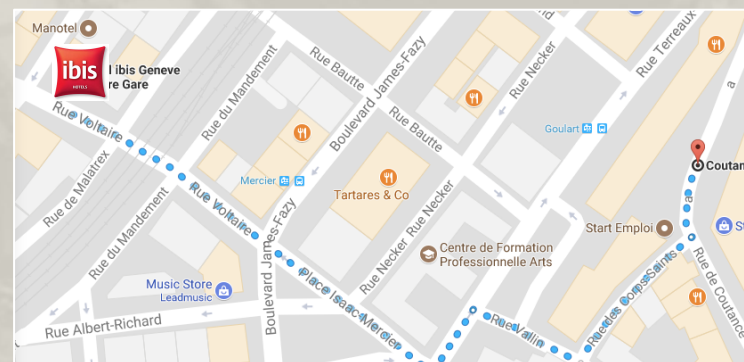 Manotel
ibis
HOTELS
l ibis Geneve
re Gare
Rue Voltaire
Rue du Mandement
Rue Bautte
Boulevard James-Fazy
Rue Necker
Rue Terreaux
a
Rue Bautte
Goulart
Mercier
Rue de Malatrex
Rue Voltaire
Tartares & Co
Coutan
a
Rue Necker
Rue Necker
Rue du Mandement
Boulevard James-Fazy
Start Emploi
St
Centre de Formation
Professionnelle Arts
Music Store
Leadmusic
Place Isaac-Mercier
Rue des Corps-Saints
Rue de Coutance
Rue Albert-Richard
Rue Vallin